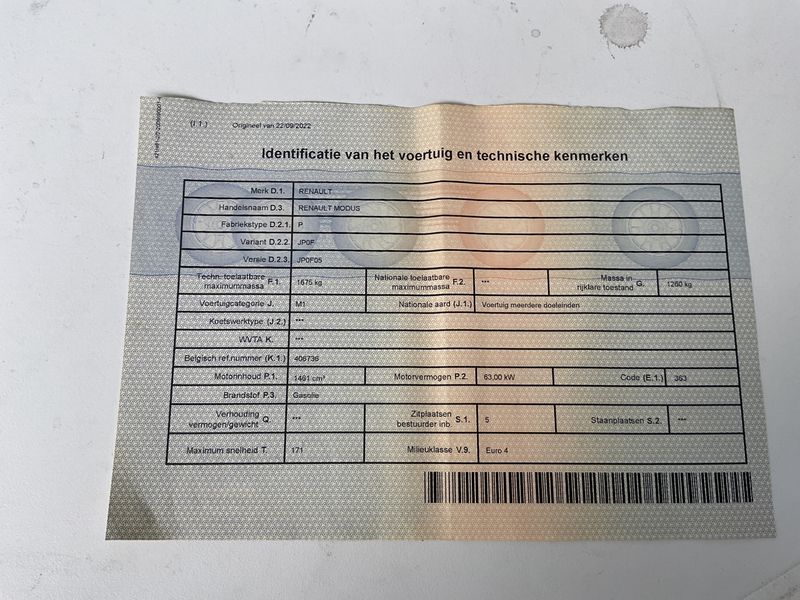 (I.1.) Origineel van 22/09/2022
Identificatie van het voertuig en technische kenmerken
Merk D.1. RENAULT
Handelsnaam D.3. RENAULT MODUS
Fabriekstype D.2.1. P
Variant D.2.2. JP0F
Versie D.2.3. JP0F05
Techn. toelaatbare maximummassa F.1. 1675 kg Nationale toelaatbare maximummassa F.2. *** Massa in rijklare toestand G. 1260 kg
Voertuigcategorie J. M1 Nationale aard (J.1.) Voertuig meerdere doeleinden
Koetswerktype (J.2.) ***
WVTA K. ***
Belgisch ref.nummer (K.1.) 406736
Motorinhoud P.1. 1461 cm³ Motorvermogen P.2. 63,00 kW Code (E.1.) 363
Brandstof P.3. Gasolie
Verhouding vermogen/gewicht Q *** Zitplaatsen bestuurder inb. S.1. 5 Staanplaatsen S.2. ***
Maximum snelheid T. 171 Milieuklasse V.9. Euro 4